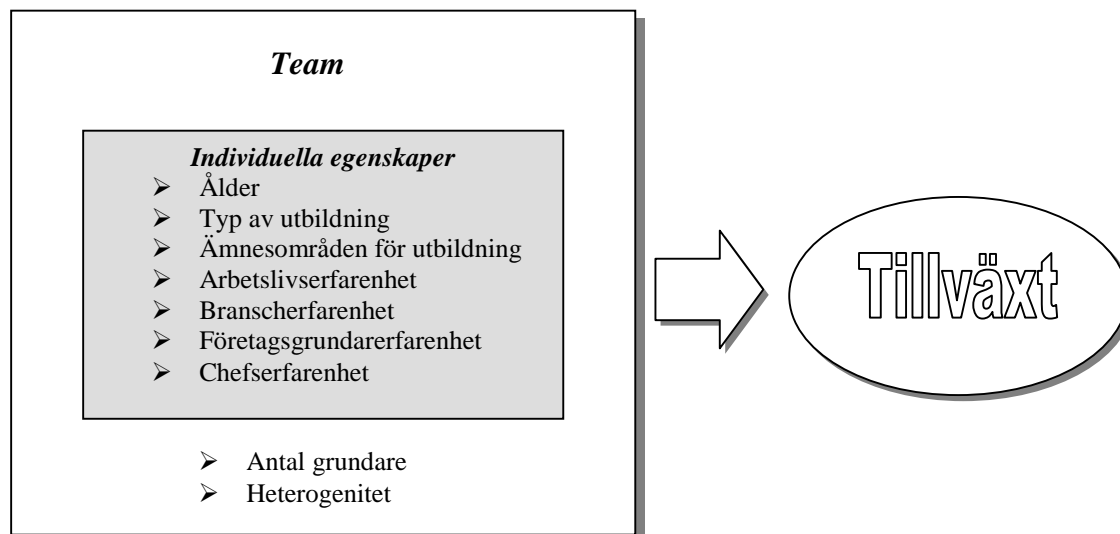 Team
Individuella egenskaper
➢ Ålder
➢ Typ av utbildning
➢ Ämnesområden för utbildning
➢ Arbetslivserfarenhet
➢ Branscherfarenhet
➢ Företagsgrundarerfarenhet
➢ Chefserfarenhet
➢ Antal grundare
➢ Heterogenitet
Tillväxt